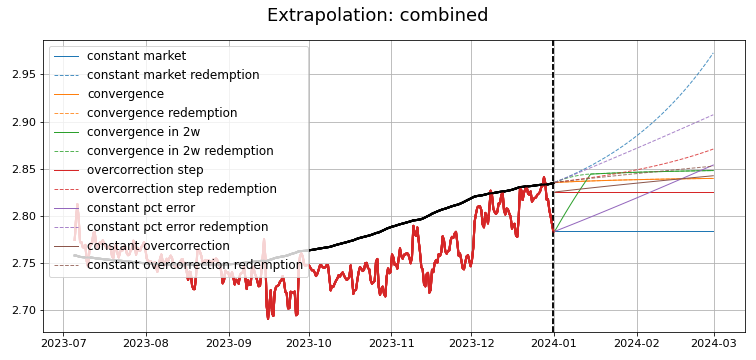 Extrapolation: combined
constant market
constant market redemption
convergence
convergence redemption
convergence in 2w
convergence in 2w redemption
overcorrection step
overcorrection step redemption
constant pct error
constant pct error redemption
constant overcorrection
constant overcorrection redemption
2.95
2.90
2.85
2.80
2.75
2.70
2023-07 2023-08 2023-09 2023-10 2023-11 2023-12 2024-01 2024-02 2024-03